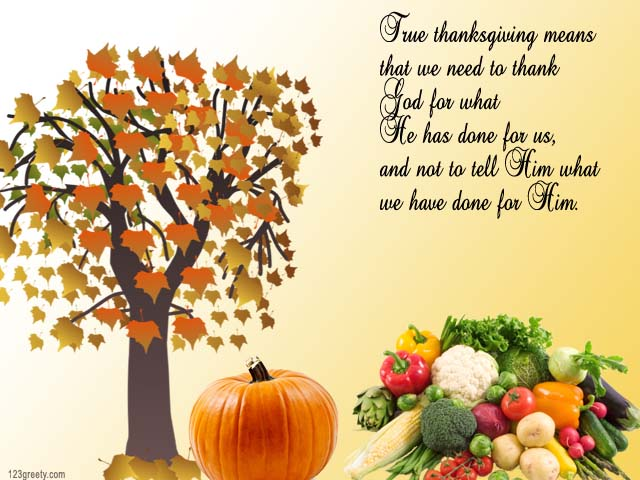 True thanksgiving means
that we need to thank
God for what
He has done for us,
and not to tell Him what
we have done for Him.
123greety.com